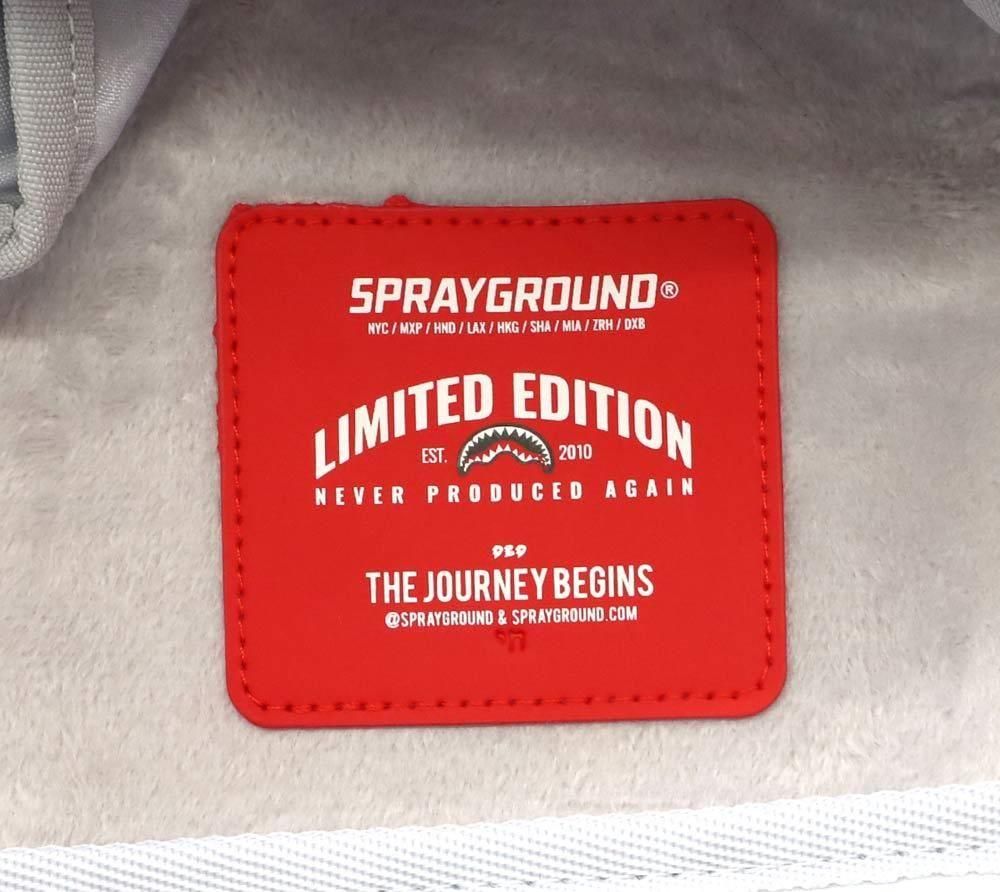 SPRAYGROUND®
NYC / MXP / HND / LAX / HKG / SHA / MIA / ZRH / DXB
LIMITED EDITION
EST. 2010
NEVER PRODUCED AGAIN
THE JOURNEY BEGINS
@SPRAYGROUND & SPRAYGROUND.COM